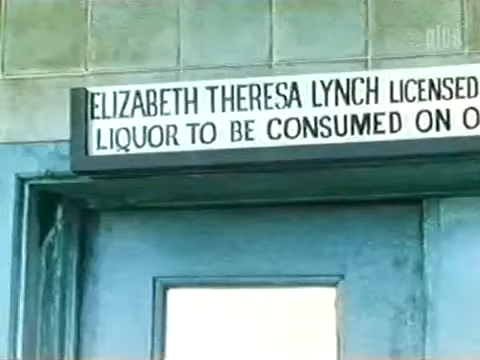 ELIZABETH THERESA LYNCH LICENSED
LIQUOR TO BE CONSUMED ON O